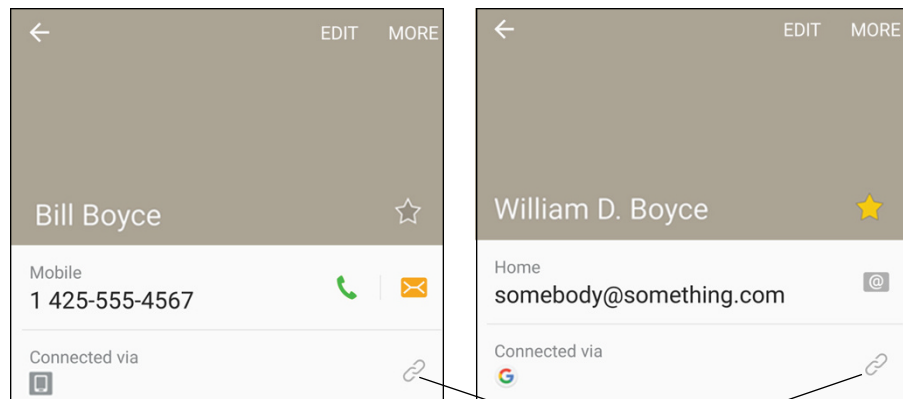 EDIT MORE
Bill Boyce
Mobile
1 425-555-4567
Connected via
EDIT MORE
William D. Boyce
Home
somebody@something.com
@
Connected via
G